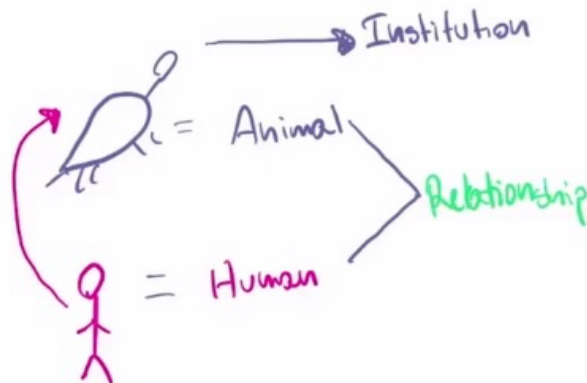 Institution
= Animal
Relationship
= Human